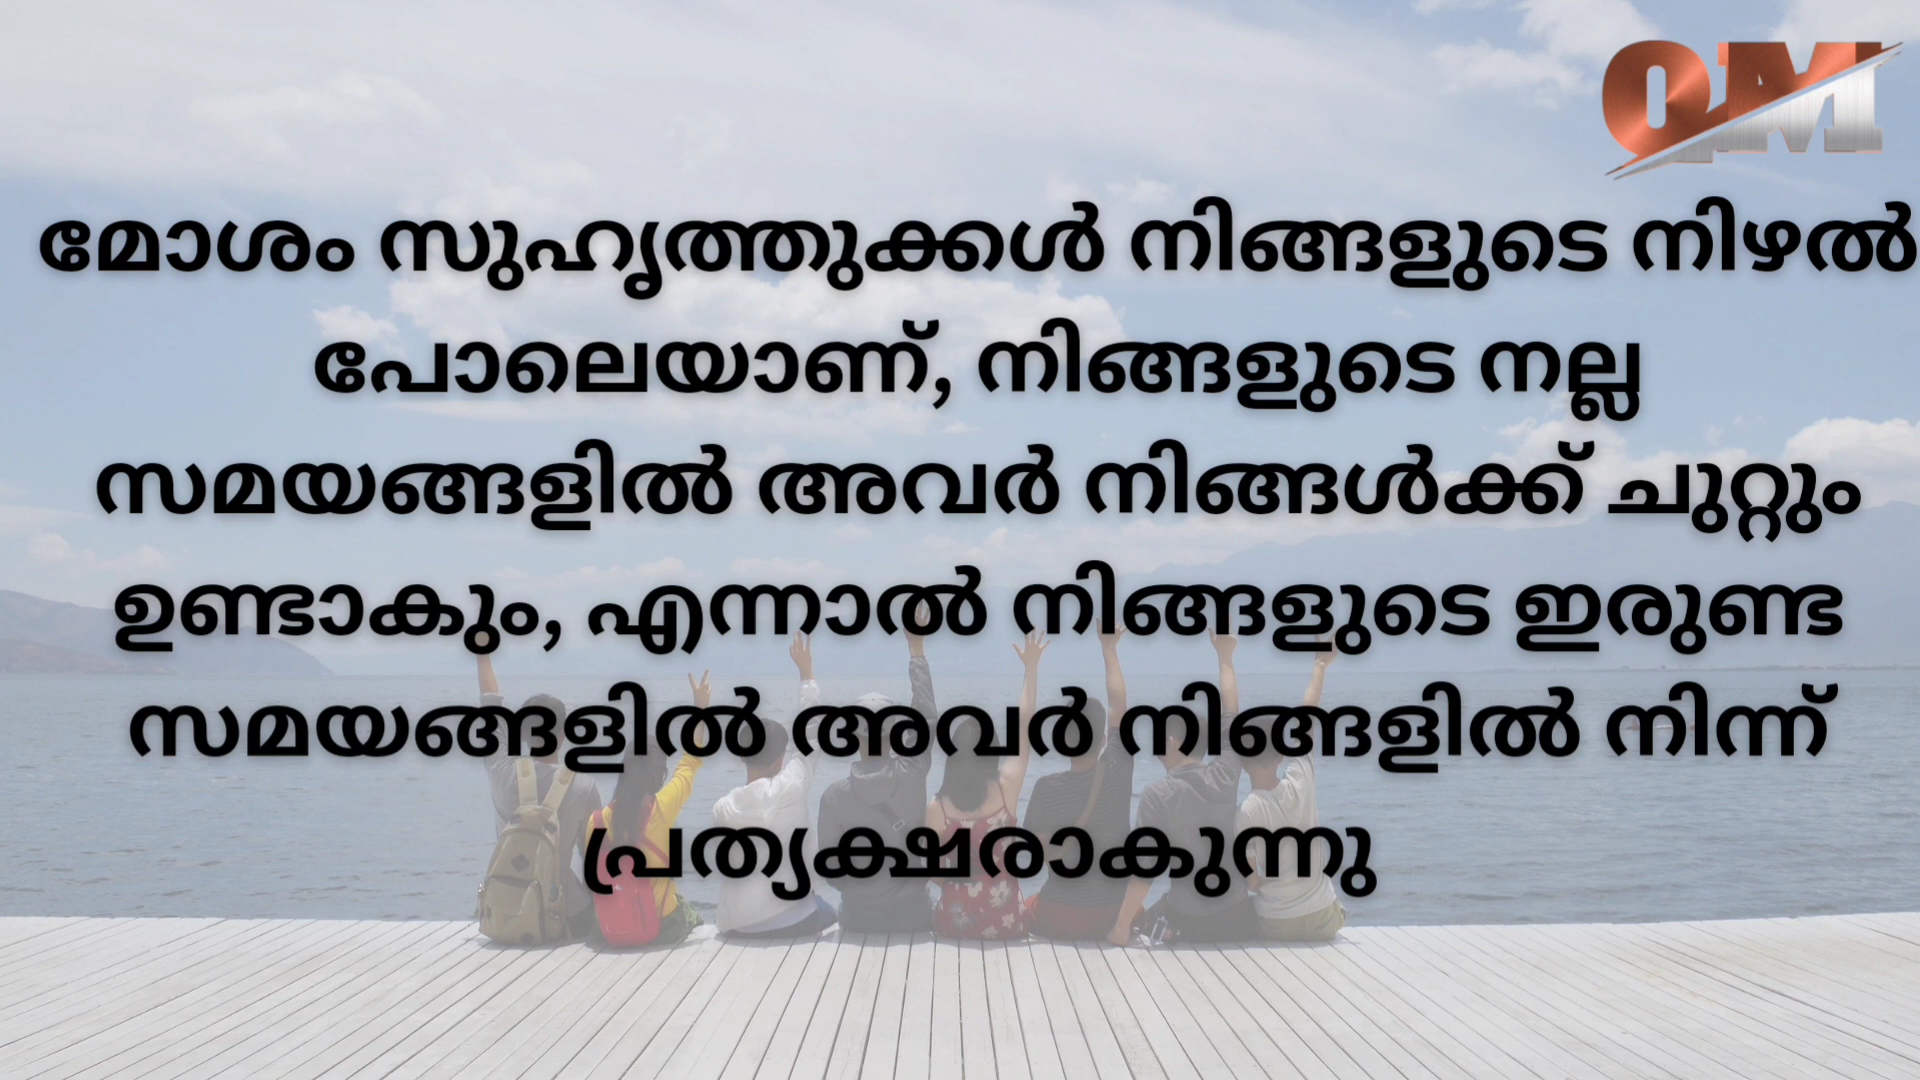 QM
മോശം സുഹൃത്തുക്കൾ നിങ്ങളുടെ നിഴൽ
പോലെയാണ്, നിങ്ങളുടെ നല്ല
സമയങ്ങളിൽ അവർ നിങ്ങൾക്ക് ചുറ്റും
ഉണ്ടാകും, എന്നാൽ നിങ്ങളുടെ ഇരുണ്ട
സമയങ്ങളിൽ അവർ നിങ്ങളിൽ നിന്ന്
പ്രത്യക്ഷരാകുന്നു